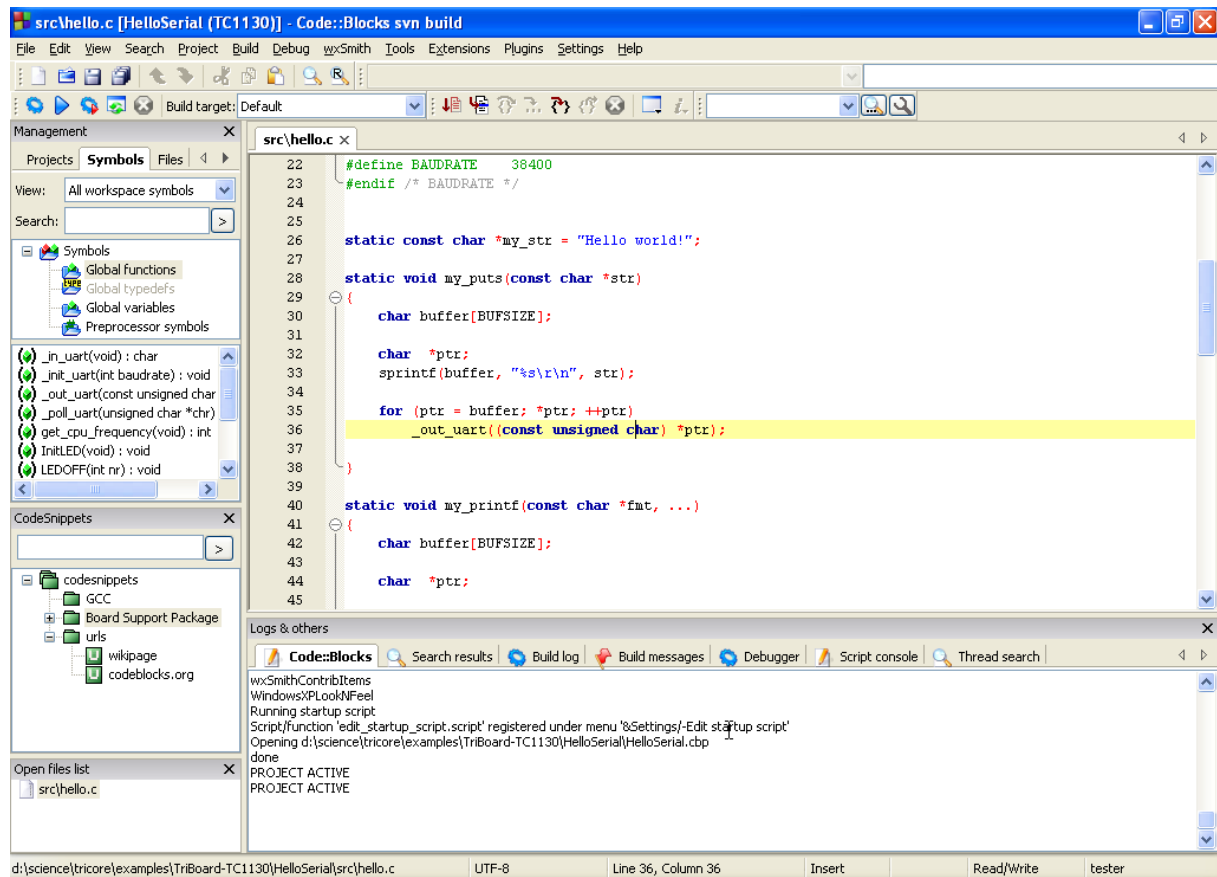 src\hello.c [HelloSerial (TC1130)] - Code::Blocks svn build
File Edit View Search Project Build Debug wxSmith Tools Extensions Plugins Settings Help
Build target: Default
Management
Projects Symbols Files
View: All workspace symbols
Search: >
Symbols
Global functions
Global typedefs
Global variables
Preprocessor symbols
_in_uart(void) : char
_init_uart(int baudrate) : void
_out_uart(const unsigned char
_poll_uart(unsigned char *chr)
get_cpu_frequency(void) : int
InitLED(void) : void
LEDOFF(int nr) : void
CodeSnippets
>
codesnippets
GCC
Board Support Package
urls
wikipage
codeblocks.org
Open files list
src\hello.c
src\hello.c
22 #define BAUDRATE 38400
23 #endif /* BAUDRATE */
24
25
26 static const char *my_str = "Hello world!";
27
28 static void my_puts(const char *str)
29 {
30 char buffer[BUFSIZE];
31
32 char *ptr;
33 sprintf(buffer, "%s\r\n", str);
34
35 for (ptr = buffer; *ptr; ++ptr)
36 _out_uart((const unsigned char) *ptr);
37
38 }
39
40 static void my_printf(const char *fmt, ...)
41 {
42 char buffer[BUFSIZE];
43
44 char *ptr;
45
Logs & others
Code::Blocks Search results Build log Build messages Debugger Script console Thread search
wxSmithContribItems
WindowsXPLookNFeel
Running startup script
Script/function 'edit_startup_script.script' registered under menu '&Settings/-Edit startup script'
Opening d:\science\tricore\examples\TriBoard-TC1130\HelloSerial\HelloSerial.cbp
done
PROJECT ACTIVE
PROJECT ACTIVE
d:\science\tricore\examples\TriBoard-TC1130\HelloSerial\src\hello.c UTF-8 Line 36, Column 36 Insert Read/Write tester